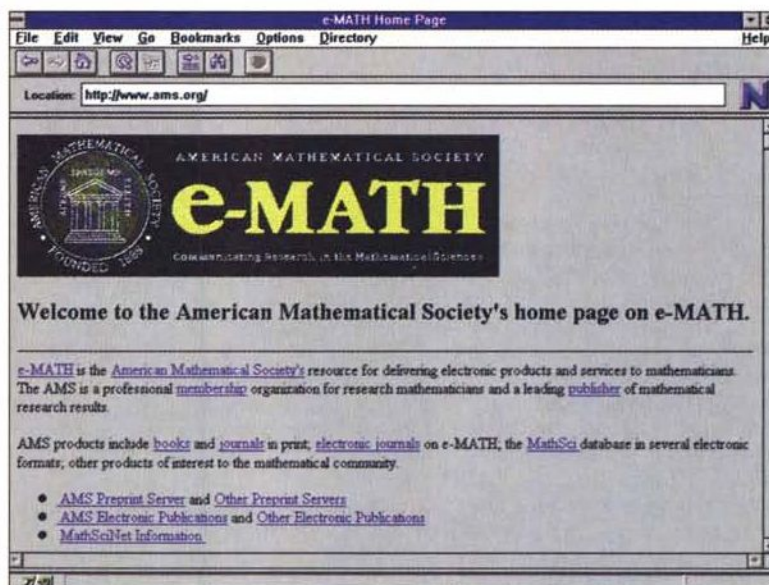 e-MATH Home Page
File Edit View Go Bookmarks Options Directory Help
Location: http://www.ams.org/
N
AMERICAN MATHEMATICAL SOCIETY
AMERICAN MATHEMATICAL SOCIETY
FOUNDED 1888
e-MATH
Communicating Research in the Mathematical Sciences
Welcome to the American Mathematical Society's home page on e-MATH.
e-MATH is the American Mathematical Society's resource for delivering electronic products and services to mathematicians.
The AMS is a professional membership organization for research mathematicians and a leading publisher of mathematical
research results.
AMS products include books and journals in print; electronic journals on e-MATH; the MathSci database in several electronic
formats; other products of interest to the mathematical community.
● AMS Preprint Server and Other Preprint Servers
● AMS Electronic Publications and Other Electronic Publications
● MathSciNet Information